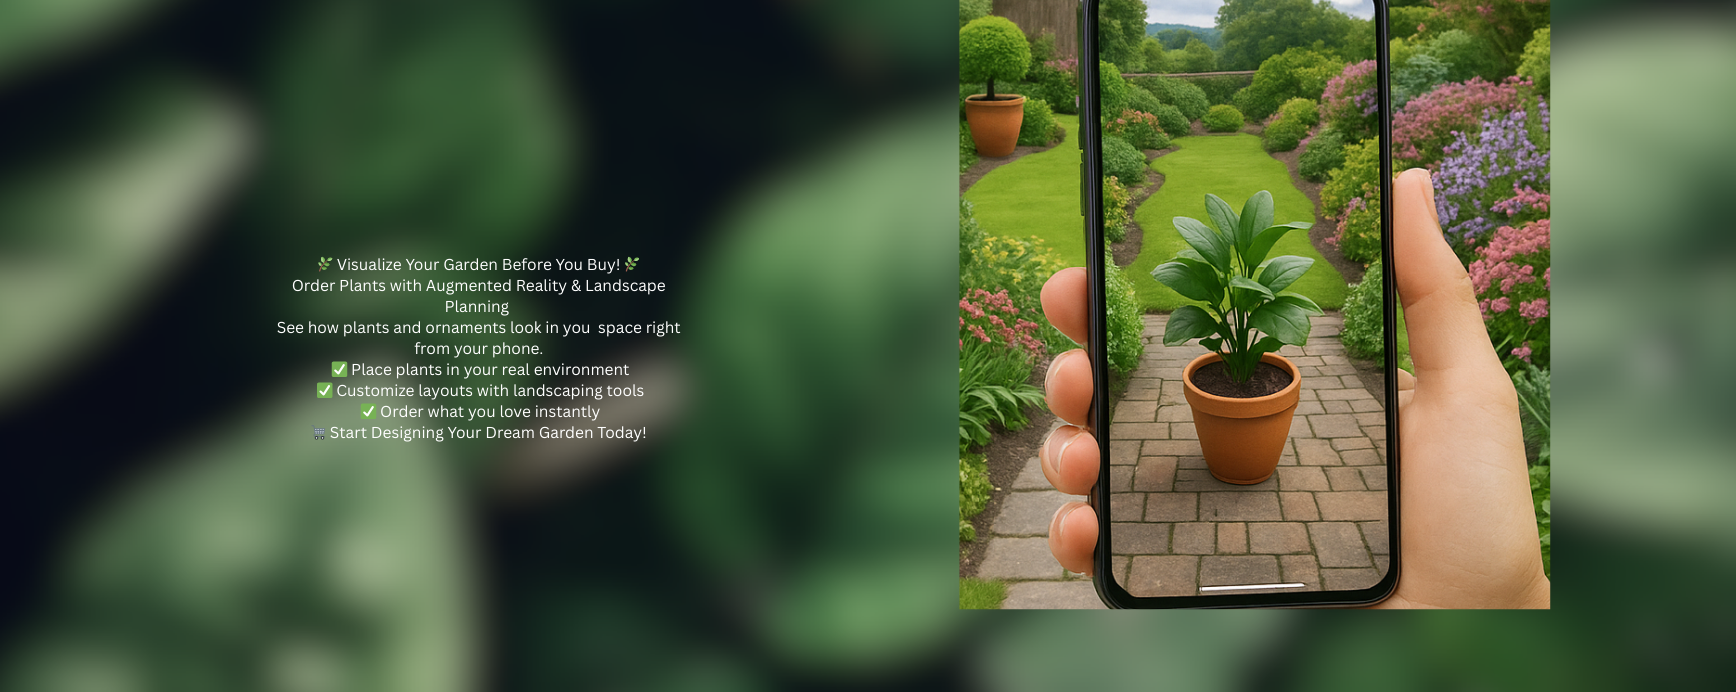 🌿 Visualize Your Garden Before You Buy! 🌿
Order Plants with Augmented Reality & Landscape
Planning
See how plants and ornaments look in you  space right
from your phone.
✅ Place plants in your real environment
✅ Customize layouts with landscaping tools
✅ Order what you love instantly
🛒 Start Designing Your Dream Garden Today!